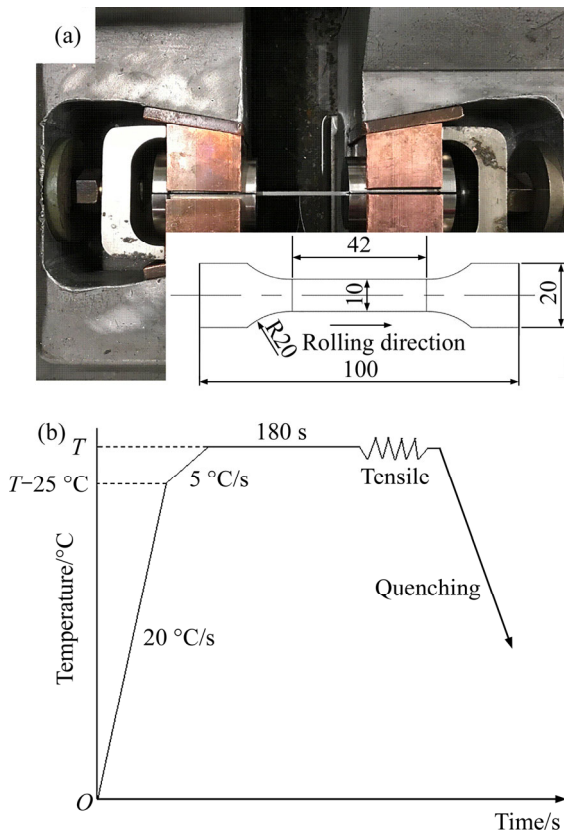 (a)
42
10
20
R20
Rolling direction
100
(b)
T
180 s
T−25 °C
5 °C/s
Tensile
Temperature/°C
Quenching
20 °C/s
O
Time/s